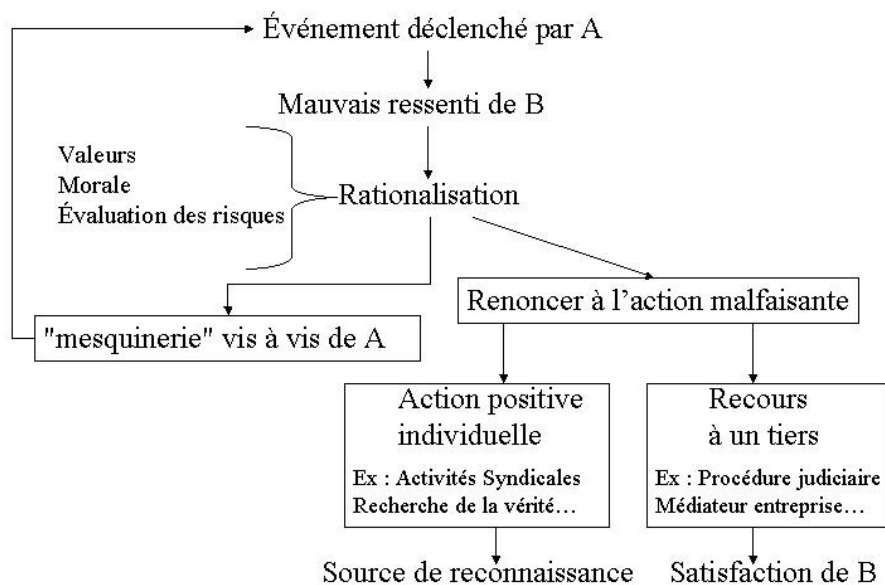 Événement déclenché par A
Mauvais ressenti de B
Valeurs
Morale
Évaluation des risques
Rationalisation
"mesquinerie" vis à vis de A
Renoncer à l’action malfaisante
Action positive
individuelle
Ex : Activités Syndicales
Recherche de la vérité…
Recours
à un tiers
Ex : Procédure judiciaire
Médiateur entreprise…
Source de reconnaissance
Satisfaction de B